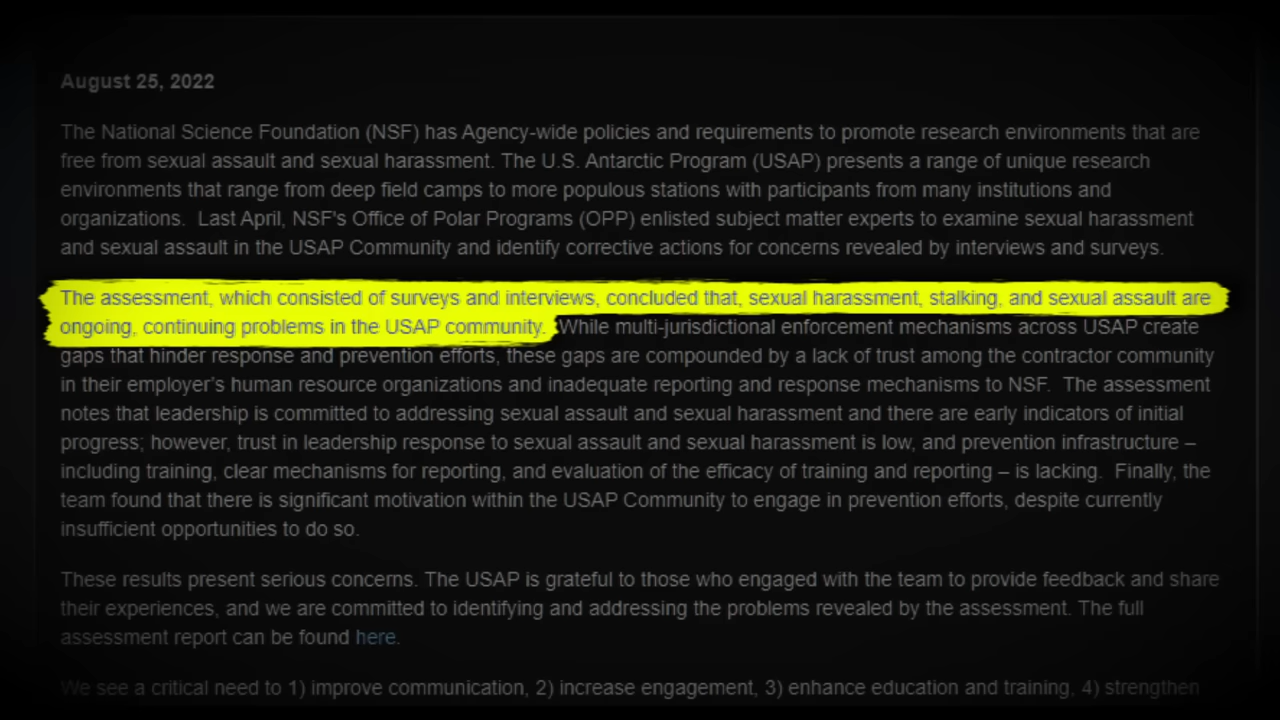 August 25, 2022
The National Science Foundation (NSF) has Agency-wide policies and requirements to promote research environments that are
free from sexual assault and sexual harassment. The U.S. Antarctic Program (USAP) presents a range of unique research
environments that range from deep field camps to more populous stations with participants from many institutions and
organizations.  Last April, NSF's Office of Polar Programs (OPP) enlisted subject matter experts to examine sexual harassment
and sexual assault in the USAP Community and identify corrective actions for concerns revealed by interviews and surveys.
The assessment, which consisted of surveys and interviews, concluded that, sexual harassment, stalking, and sexual assault are
ongoing, continuing problems in the USAP community. While multi-jurisdictional enforcement mechanisms across USAP create
gaps that hinder response and prevention efforts, these gaps are compounded by a lack of trust among the contractor community
in their employer’s human resource organizations and inadequate reporting and response mechanisms to NSF.  The assessment
notes that leadership is committed to addressing sexual assault and sexual harassment and there are early indicators of initial
progress; however, trust in leadership response to sexual assault and sexual harassment is low, and prevention infrastructure –
including training, clear mechanisms for reporting, and evaluation of the efficacy of training and reporting – is lacking.  Finally, the
team found that there is significant motivation within the USAP Community to engage in prevention efforts, despite currently
insufficient opportunities to do so.
These results present serious concerns. The USAP is grateful to those who engaged with the team to provide feedback and share
their experiences, and we are committed to identifying and addressing the problems revealed by the assessment. The full
assessment report can be found here.
We see a critical need to 1) improve communication, 2) increase engagement, 3) enhance education and training, 4) strengthen